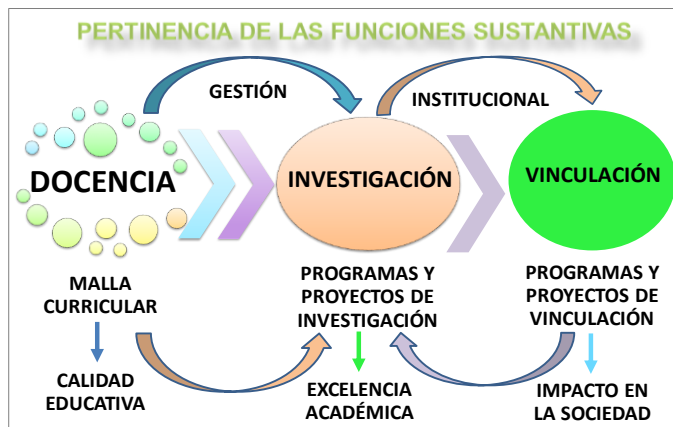 PERTINENCIA DE LAS FUNCIONES SUSTANTIVAS
GESTIÓN
INSTITUCIONAL
DOCENCIA
INVESTIGACIÓN
VINCULACIÓN
MALLA
CURRICULAR
PROGRAMAS Y
PROYECTOS DE
INVESTIGACIÓN
PROGRAMAS Y
PROYECTOS DE
VINCULACIÓN
CALIDAD
EDUCATIVA
EXCELENCIA
ACADÉMICA
IMPACTO EN
LA SOCIEDAD